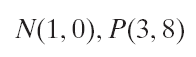 N(1, 0), P(3, 8)